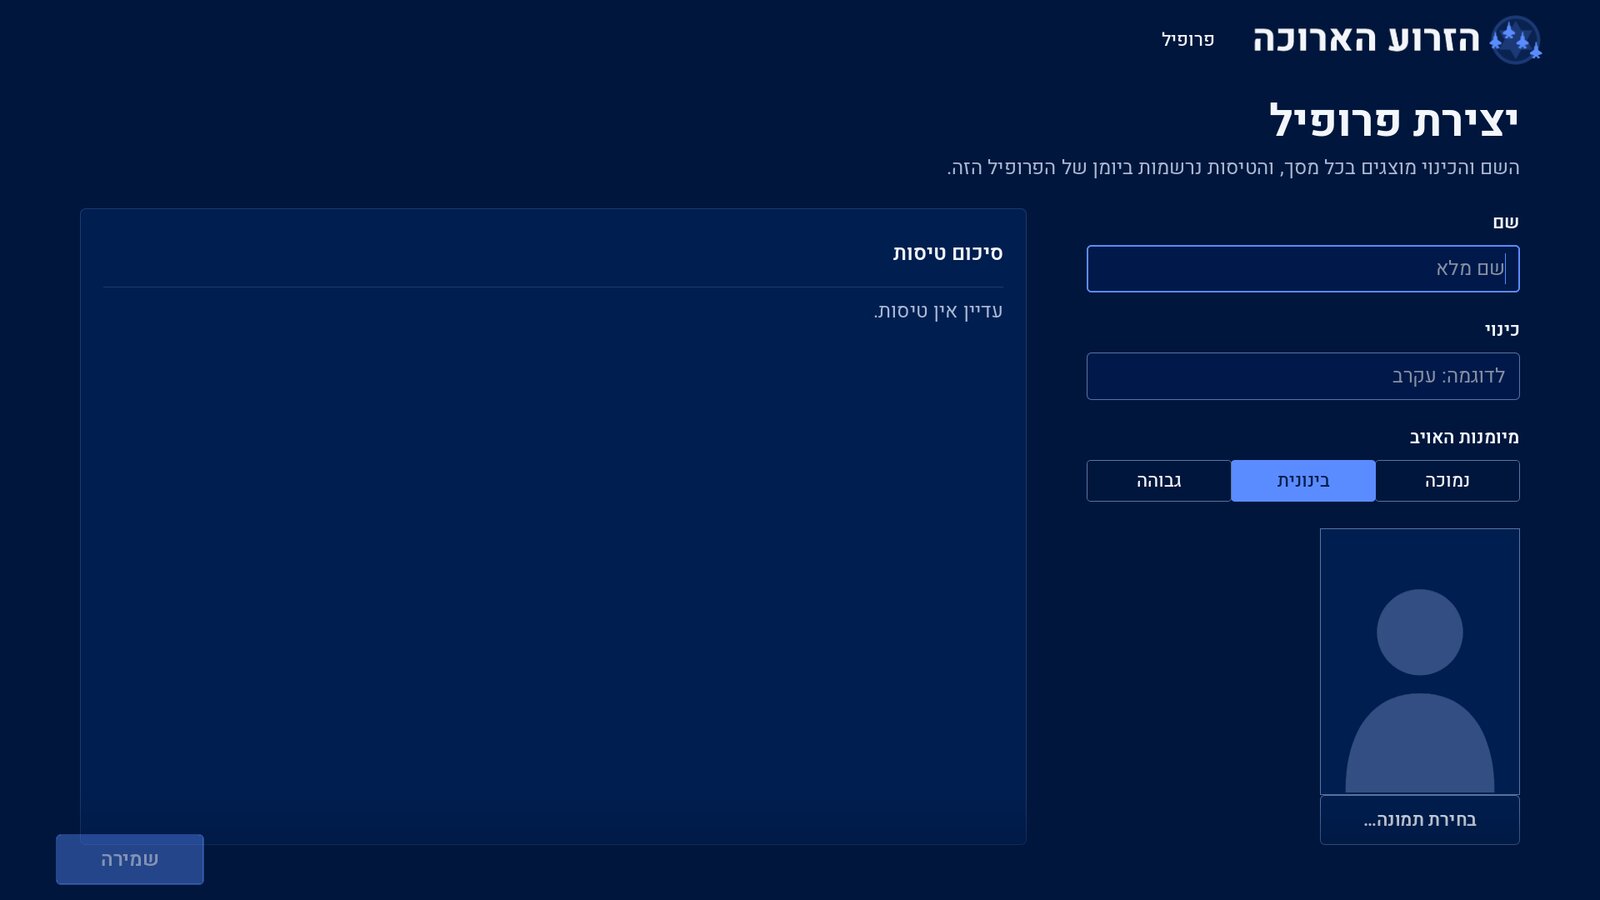 הזרוע הארוכה
פרופיל
יצירת פרופיל
השם והכינוי מוצגים בכל מסך, והטיסות נרשמות ביומן של הפרופיל הזה.
שם
שם מלא
כינוי
לדוגמה: עקרב
מיומנות האויב
נמוכה
בינונית
גבוהה
בחירת תמונה...
סיכום טיסות
עדיין אין טיסות.
שמירה